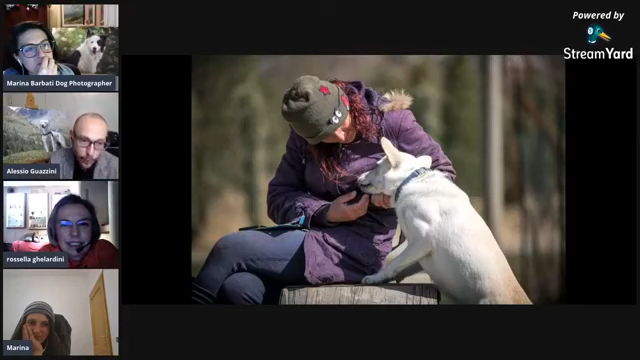 Powered by
StreamYard
Marina Barbati Dog Photographer
Alessio Guazzini
rossella ghelardini
Marina